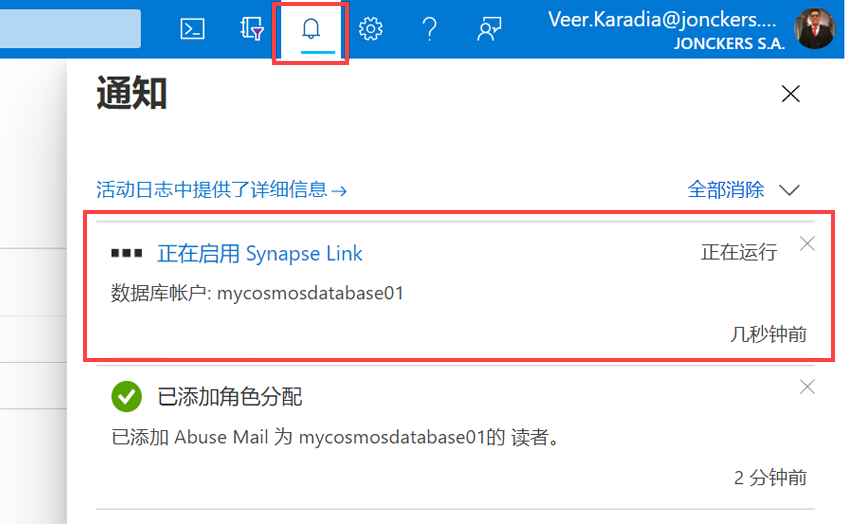 Veer.Karadia@jonckers....
JONCKERS S.A.
通知
活动日志中提供了详细信息→
全部消除
正在启用 Synapse Link
正在运行
数据库帐户: mycosmosdatabase01
几秒钟前
已添加角色分配
已添加 Abuse Mail 为 mycosmosdatabase01的 读者。
2 分钟前